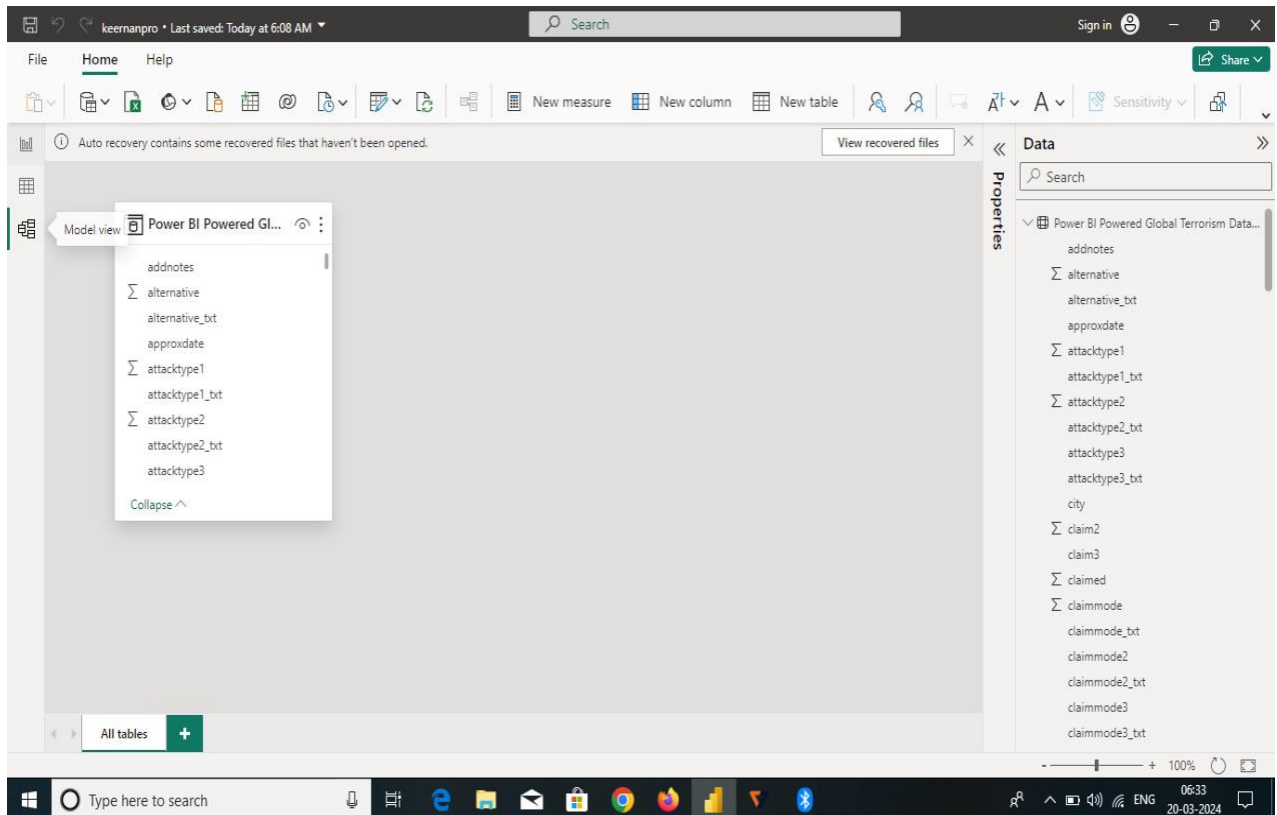 keernanpro • Last saved: Today at 6:08 AM
Search
Sign in
File Home Help
Share
New measure New column New table Sensitivity
Auto recovery contains some recovered files that haven't been opened.
View recovered files
Model view
Power BI Powered Gl...
addnotes
alternative
alternative_txt
approxdate
attacktype1
attacktype1_txt
attacktype2
attacktype2_txt
attacktype3
Collapse
Properties
Data
Search
Power BI Powered Global Terrorism Data...
addnotes
alternative
alternative_txt
approxdate
attacktype1
attacktype1_txt
attacktype2
attacktype2_txt
attacktype3
attacktype3_txt
city
claim2
claim3
claimed
claimmode
claimmode_txt
claimmode2
claimmode2_txt
claimmode3
claimmode3_txt
All tables
- + 100%
Type here to search
ENG
06:33
20-03-2024